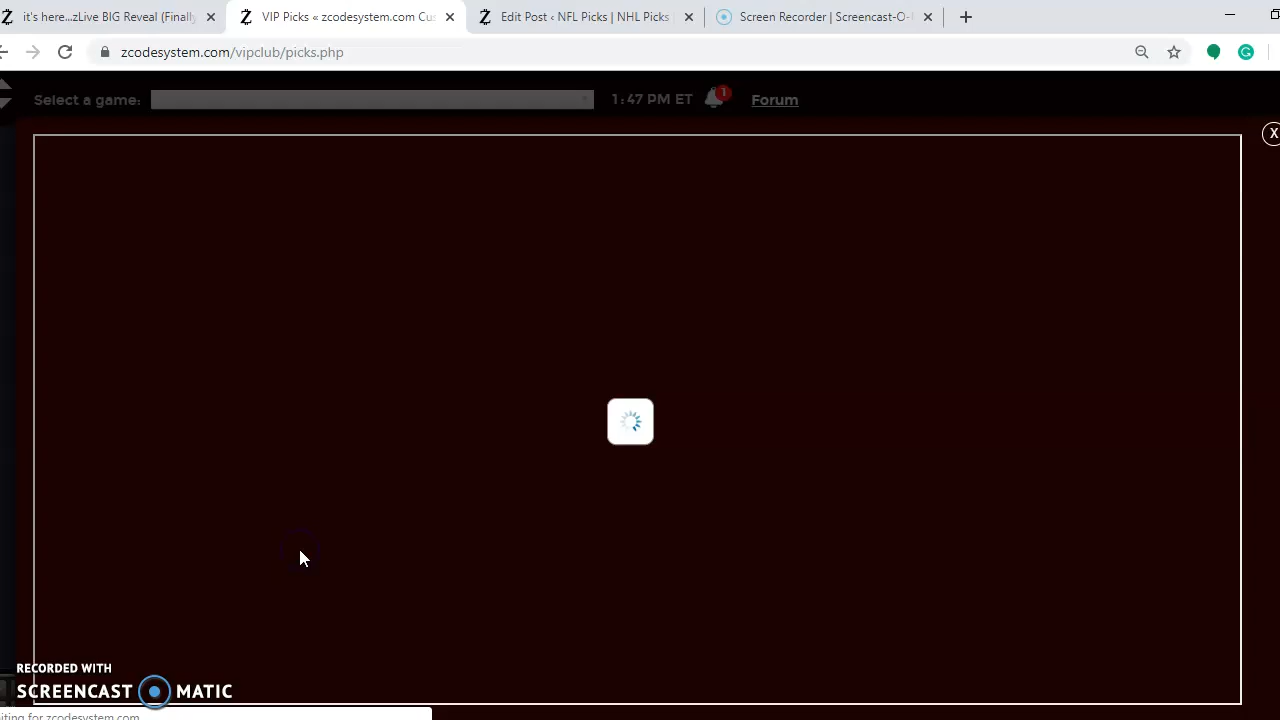 it's here...zLive BIG Reveal (Finally
VIP Picks « zcodesystem.com Cu
Edit Post ‹ NFL Picks | NHL Picks
Screen Recorder | Screencast-O-
zcodesystem.com/vipclub/picks.php
Select a game:
1:47 PM ET
1
Forum
X
RECORDED WITH
SCREENCAST MATIC
iting for zcodesystem.com